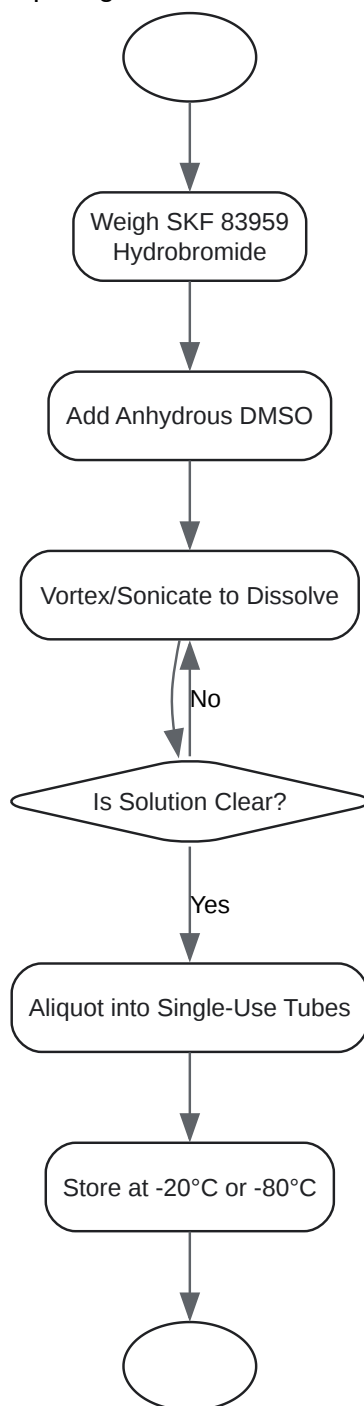 Weigh SKF 83959
Hydrobromide
Add Anhydrous DMSO
Vortex/Sonicate to Dissolve
No
Is Solution Clear?
Yes
Aliquot into Single-Use Tubes
Store at -20°C or -80°C